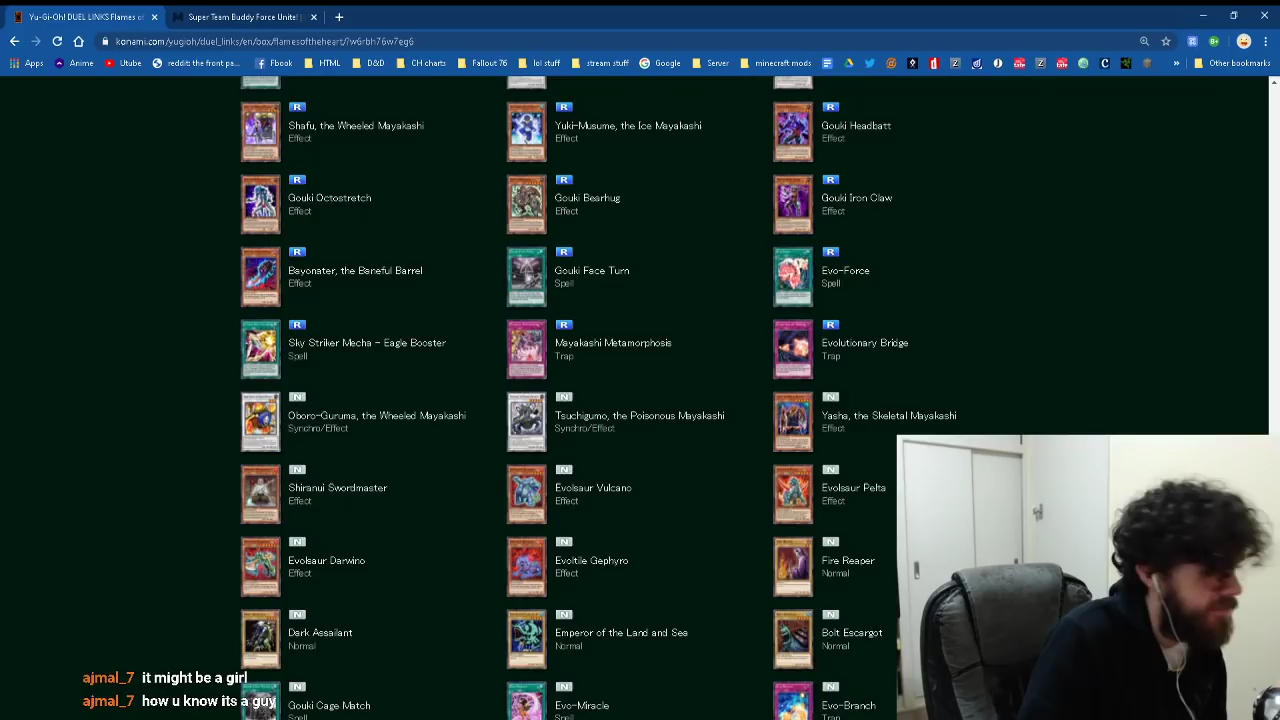 Yu-Gi-Oh! DUEL LINKS Flames of
Super Team Buddy Force Unite!
konami.com/yugioh/duel_links/en/box/flamesoftheheart/?w6rbh76w7eg6
Apps Anime Utube reddit the front pa... Fbook HTML D&D CH charts Fallout 76 lol stuff stream stuff Google Server minecraft mods
R R R
Shafu, the Wheeled Mayakashi Yuki-Musume, the Ice Mayakashi Gouki Headbatt
Effect Effect Effect
R R R
Gouki Octostretch Gouki Bearhug Gouki Iron Claw
Effect Effect Effect
R R R
Bayonater, the Baneful Barrel Gouki Face Turn Evo-Force
Effect Spell Spell
R R R
Sky Striker Mecha - Eagle Booster Mayakashi Metamorphosis Evolutionary Bridge
Spell Trap Trap
N N N
Oboro-Guruma, the Wheeled Mayakashi Tsuchigumo, the Poisonous Mayakashi Yasha, the Skeletal Mayakashi
Synchro/Effect Synchro/Effect Effect
N N N
Shiranui Swordmaster Evolsaur Vulcano Evolsaur Pelta
Effect Effect Effect
N N N
Evolsaur Darwino Evoltile Gephyro Fire Reaper
Effect Effect Normal
N N N
Dark Assailant Emperor of the Land and Sea Bolt Escargot
Normal Normal Normal
ajmal_7 it might be a girl
N N N
ajmal_7 how u know its a guy
Gouki Cage Match Evo-Miracle Evo-Branch
Spell Trap